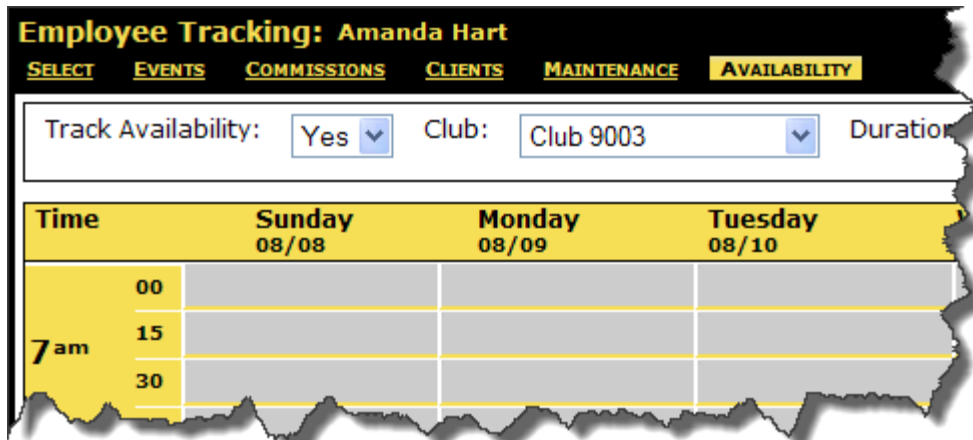 Employee Tracking: Amanda Hart
SELECT EVENTS COMMISSIONS CLIENTS MAINTENANCE AVAILABILITY
Track Availability: Yes Club: Club 9003 Duration
Time Sunday Monday Tuesday
08/08 08/09 08/10
00
15
7am
30